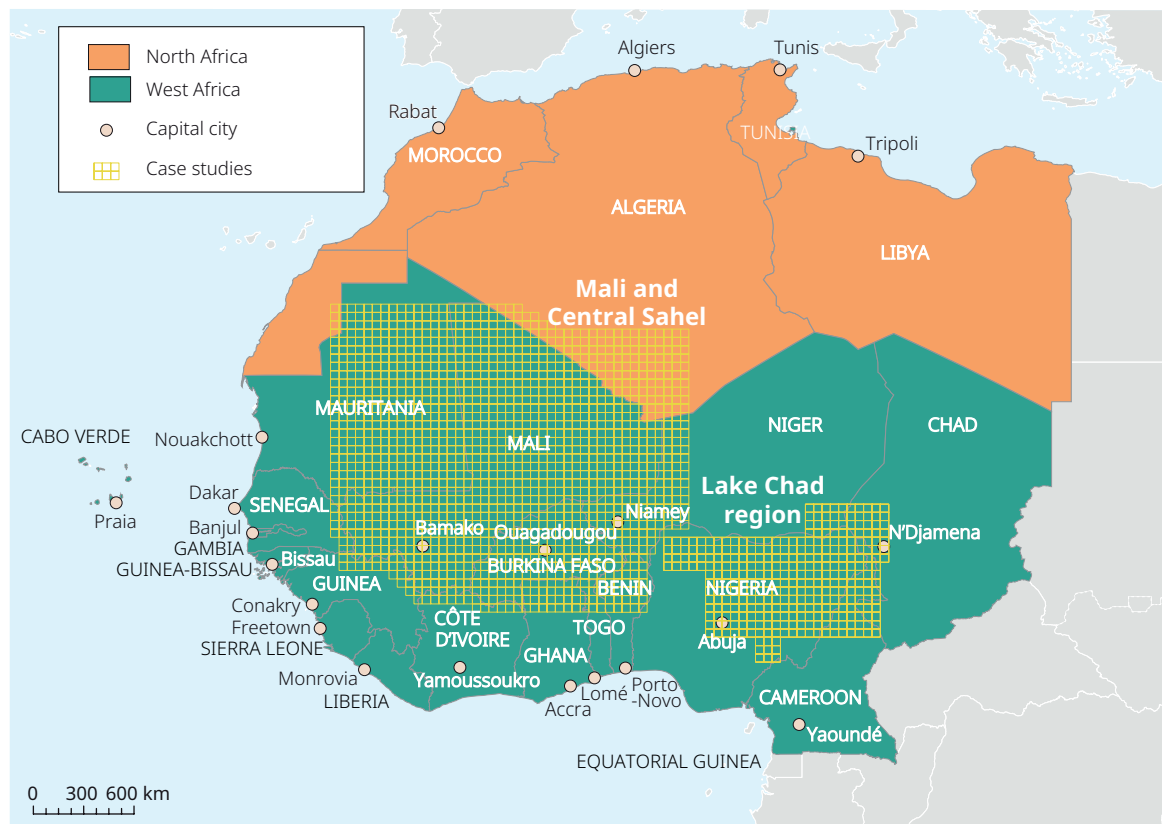 North Africa
West Africa
Capital city
Case studies
Algiers
Tunis
Rabat
TUNISIA
Tripoli
MOROCCO
ALGERIA
LIBYA
Mali and
Central Sahel
MAURITANIA
NIGER
CHAD
CABO VERDE
Nouakchott
MALI
Lake Chad
region
Dakar
SENEGAL
Praia
Niamey
Banjul
Bamako
Ouagadougou
N'Djamena
GAMBIA
Bissau
GUINEA-BISSAU
BURKINA FASO
GUINEA
BENIN
NIGERIA
Conakry
CÔTE
D'IVOIRE
Freetown
TOGO
SIERRA LEONE
Abuja
GHANA
Monrovia
Yamoussoukro
LIBERIA
Accra
Lomé
Porto
-Novo
CAMEROON
Yaoundé
EQUATORIAL GUINEA
0 300 600 km